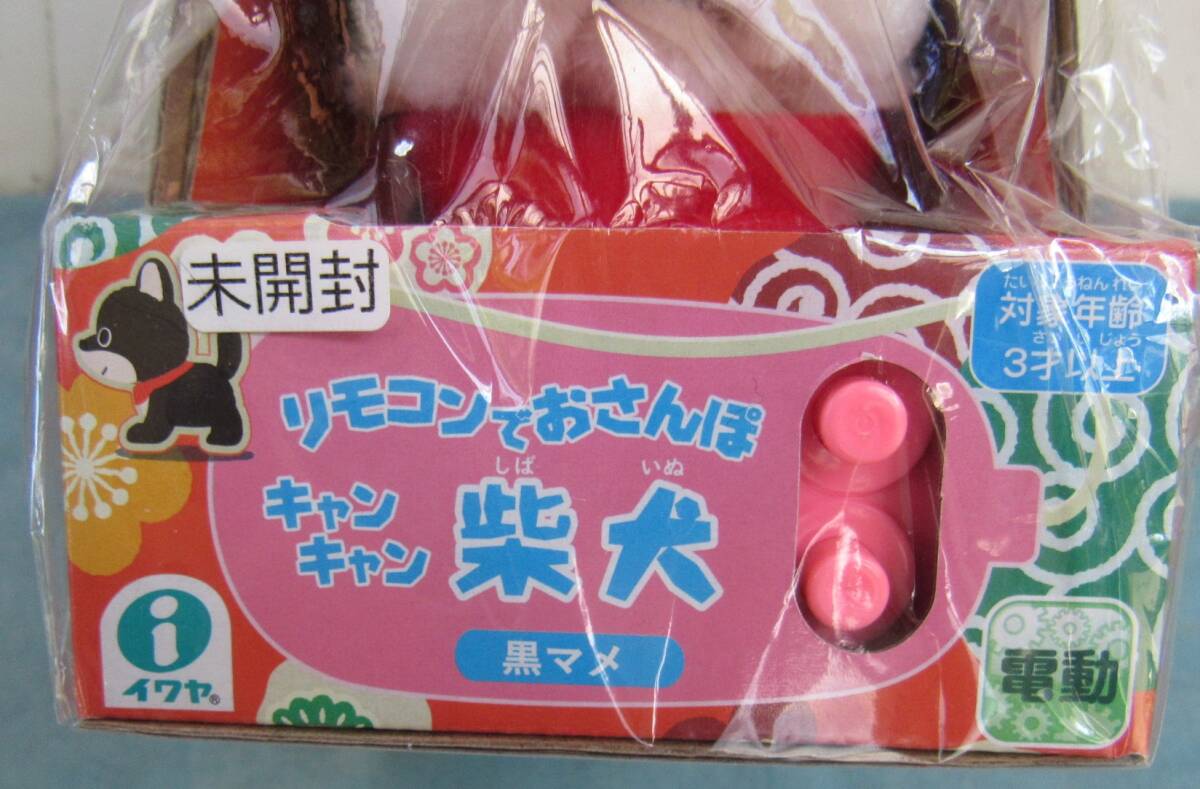 未開封
対象年齢
3才以上
リモコンでおさんぽ
キャン
キャン
しば いぬ
柴犬
黒マメ
イワヤ®
電動